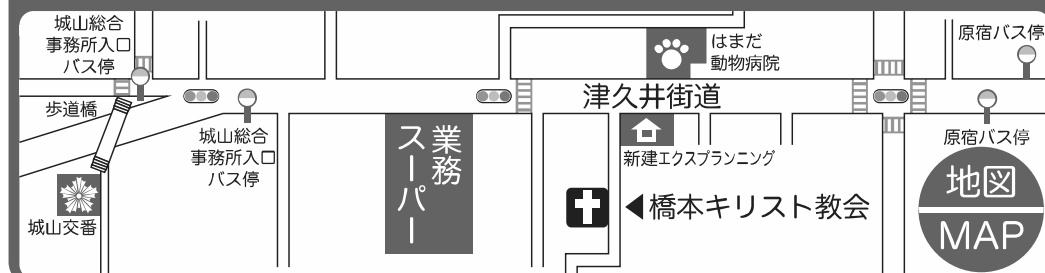 城山総合
事務所入口
バス停
歩道橋
城山交番
城山総合
事務所入口
バス停
業務
スーパー
はまだ
動物病院
津久井街道
新建エクスプランニング
橋本キリスト教会
原宿バス停
原宿バス停
地図
MAP